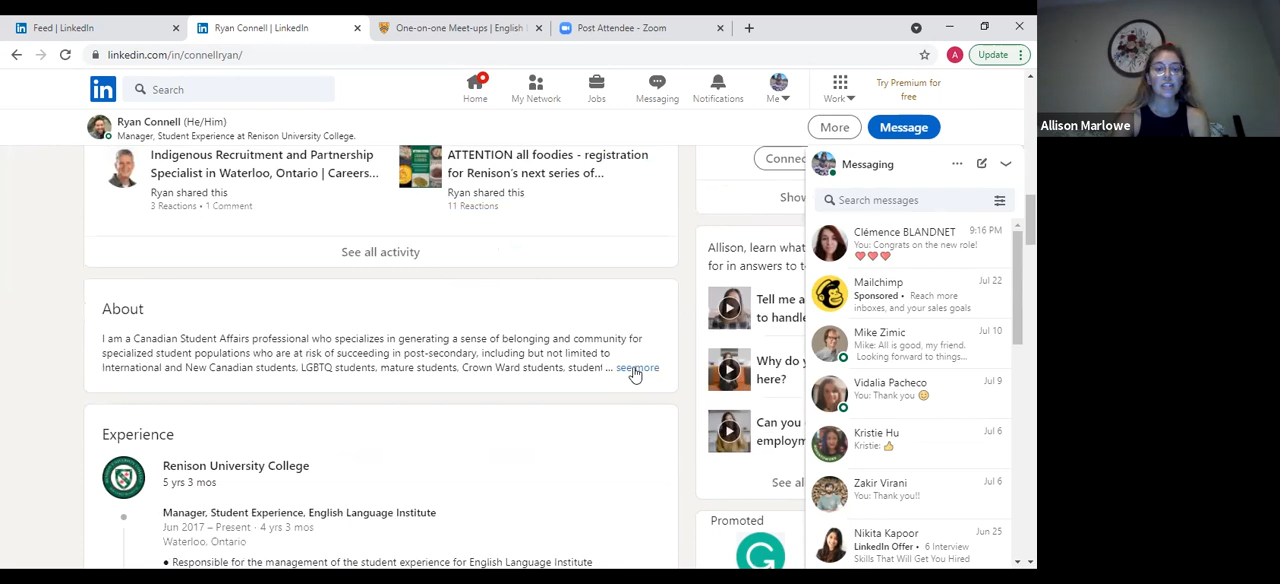 Feed | LinkedIn
Ryan Connell | LinkedIn
One-on-one Meet-ups | English
Post Attendee - Zoom
linkedin.com/in/connellryan/
A
Update
Search
Home
My Network
Jobs
Messaging
Notifications
Me
Work
Try Premium for
free
Ryan Connell (He/Him)
Manager, Student Experience at Renison University College.
More
Message
Indigenous Recruitment and Partnership
Specialist in Waterloo, Ontario | Careers...
Ryan shared this
3 Reactions • 1 Comment
ATTENTION all foodies - registration
for Renison's next series of...
Ryan shared this
11 Reactions
See all activity
About
I am a Canadian Student Affairs professional who specializes in generating a sense of belonging and community for
specialized student populations who are at risk of succeeding in post-secondary, including but not limited to
International and New Canadian students, LGBTQ students, mature students, Crown Ward students, student ... see more
Experience
Renison University College
5 yrs 3 mos
Manager, Student Experience, English Language Institute
Jun 2017 – Present · 4 yrs 3 mos
Waterloo, Ontario
• Responsible for the management of the student experience for English Language Institute
Connec
Show
Allison, learn what
for in answers to t
Tell me a
to handle
Why do y
here?
Can you
employm
See al
Promoted
Messaging
Search messages
Clémence BLANDNET 9:16 PM
You: Congrats on the new role!
❤❤❤
Mailchimp Jul 22
Sponsored • Reach more
inboxes, and your sales goals
Mike Zimic Jul 10
Mike: All is good, my friend.
Looking forward to things...
Vidalia Pacheco Jul 9
You: Thank you 😊
Kristie Hu Jul 6
Kristie: 👍
Zakir Virani Jul 6
You: Thank you!!
Nikita Kapoor Jun 25
LinkedIn Offer • 6 Interview
Skills That Will Get You Hired
Allison Marlowe